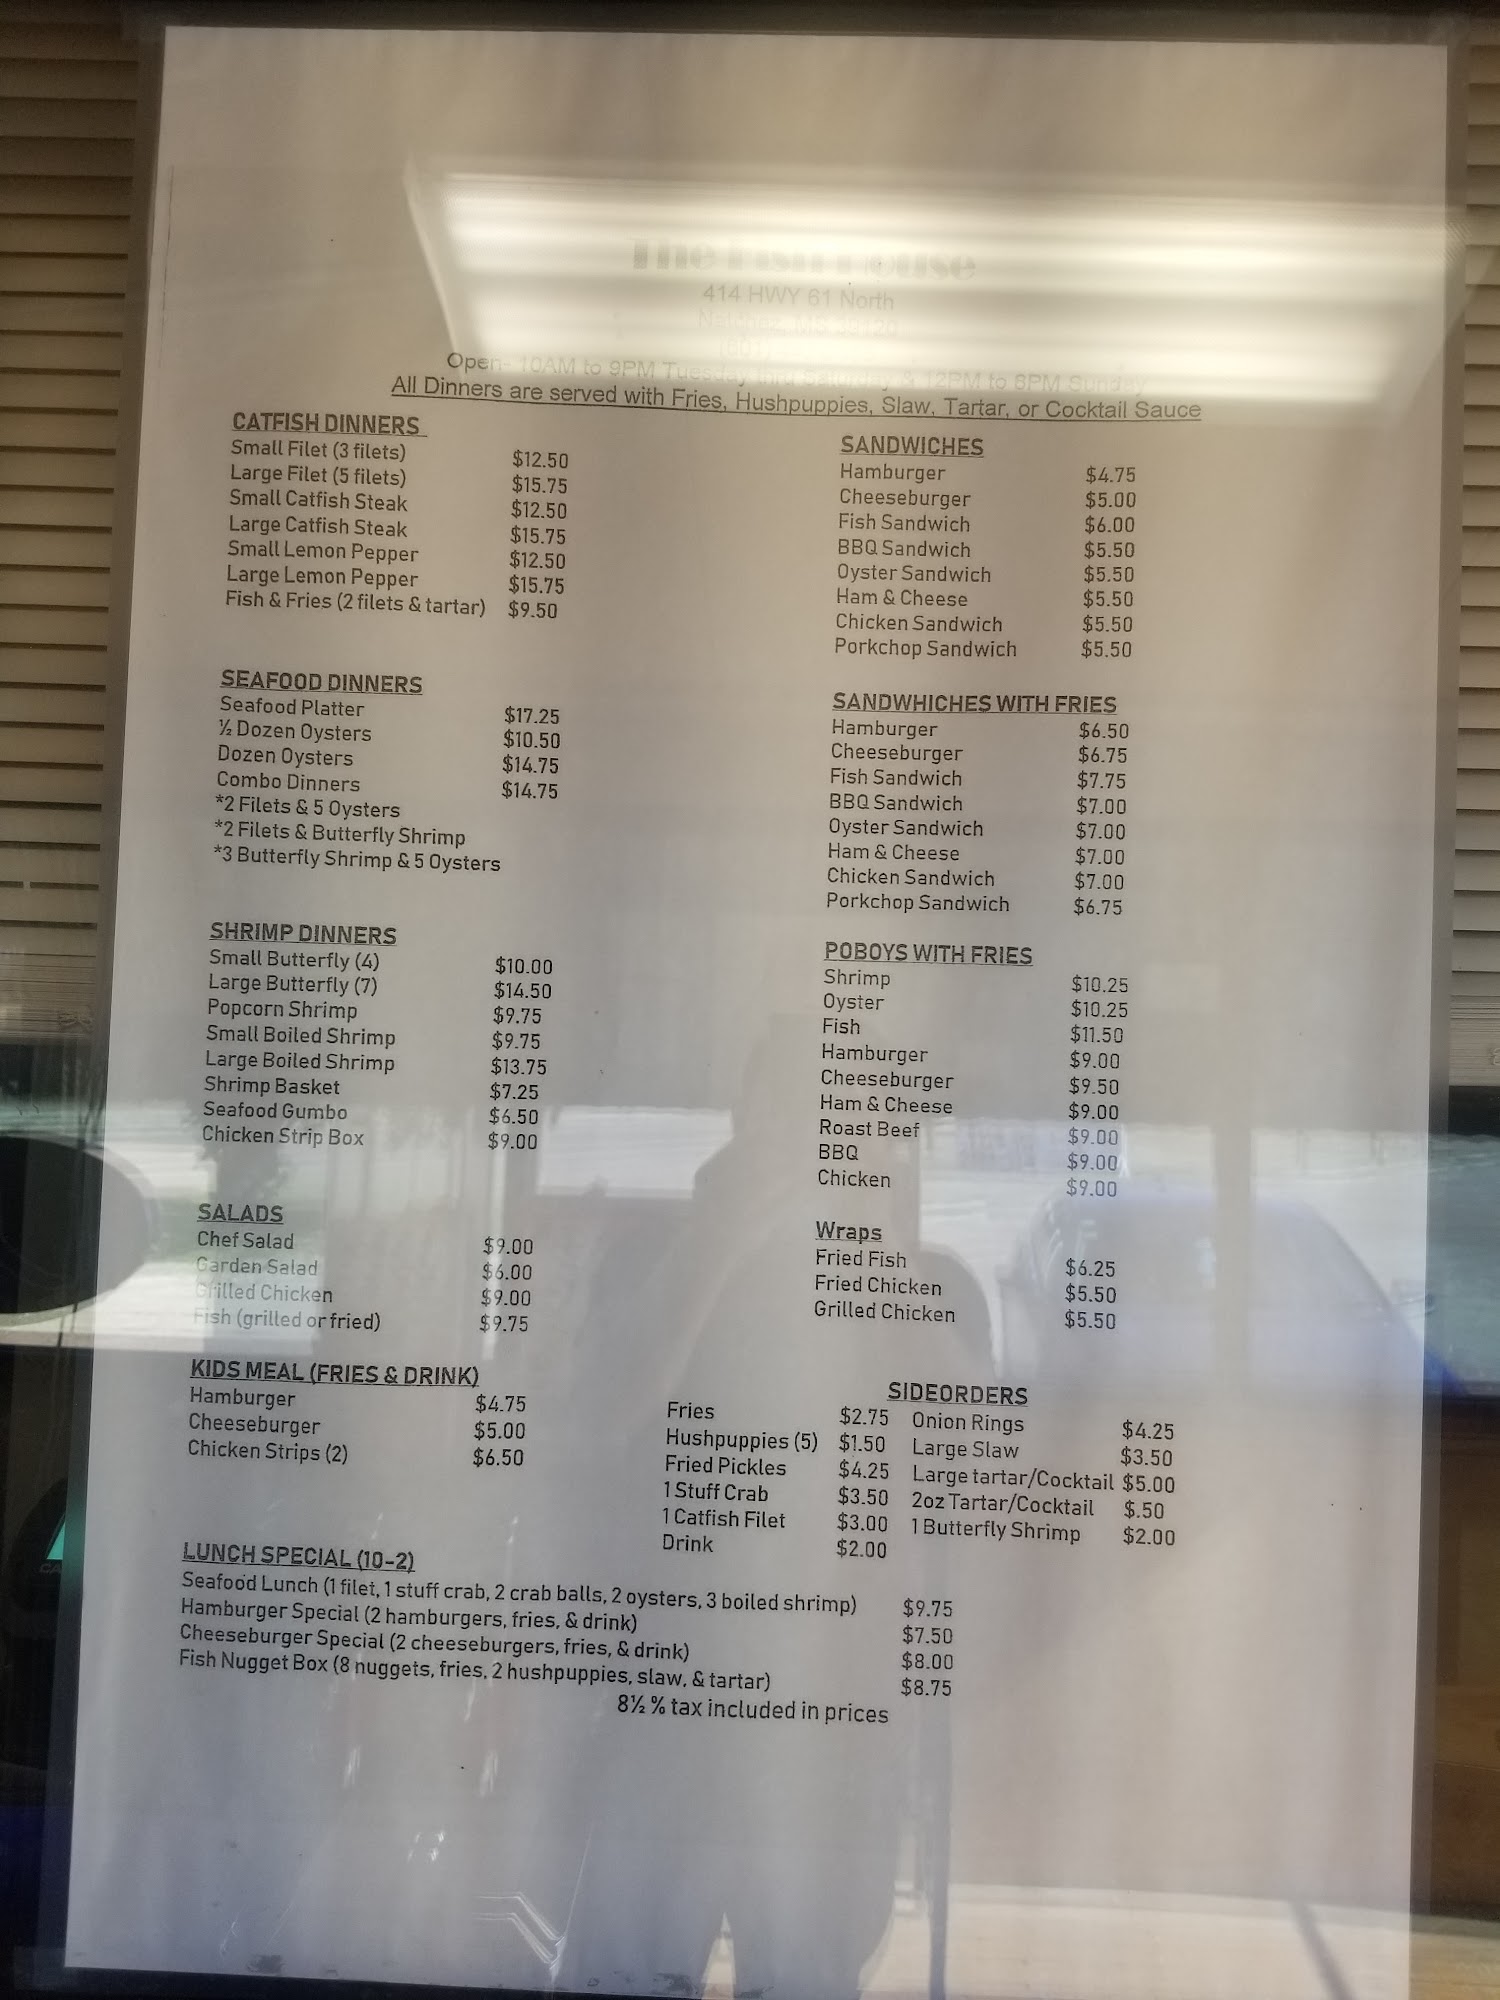 The Fish House
414 HWY 61 North
Natchez, MS 39120
(601)
Open- 10AM to 9PM Tuesday thru Saturday & 12PM to 8PM Sunday
All Dinners are served with Fries, Hushpuppies, Slaw, Tartar, or Cocktail Sauce
CATFISH DINNERS
Small Filet (3 filets) $12.50
Large Filet (5 filets) $15.75
Small Catfish Steak $12.50
Large Catfish Steak $15.75
Small Lemon Pepper $12.50
Large Lemon Pepper $15.75
Fish & Fries (2 filets & tartar) $9.50
SEAFOOD DINNERS
Seafood Platter $17.25
½ Dozen Oysters $10.50
Dozen Oysters $14.75
Combo Dinners $14.75
*2 Filets & 5 Oysters
*2 Filets & Butterfly Shrimp
*3 Butterfly Shrimp & 5 Oysters
SHRIMP DINNERS
Small Butterfly (4) $10.00
Large Butterfly (7) $14.50
Popcorn Shrimp $9.75
Small Boiled Shrimp $9.75
Large Boiled Shrimp $13.75
Shrimp Basket $7.25
Seafood Gumbo $6.50
Chicken Strip Box $9.00
SALADS
Chef Salad $9.00
Garden Salad $6.00
Grilled Chicken $9.00
Fish (grilled or fried) $9.75
KIDS MEAL (FRIES & DRINK)
Hamburger $4.75
Cheeseburger $5.00
Chicken Strips (2) $6.50
SANDWICHES
Hamburger $4.75
Cheeseburger $5.00
Fish Sandwich $6.00
BBQ Sandwich $5.50
Oyster Sandwich $5.50
Ham & Cheese $5.50
Chicken Sandwich $5.50
Porkchop Sandwich $5.50
SANDWHICHES WITH FRIES
Hamburger $6.50
Cheeseburger $6.75
Fish Sandwich $7.75
BBQ Sandwich $7.00
Oyster Sandwich $7.00
Ham & Cheese $7.00
Chicken Sandwich $7.00
Porkchop Sandwich $6.75
POBOYS WITH FRIES
Shrimp $10.25
Oyster $10.25
Fish $11.50
Hamburger $9.00
Cheeseburger $9.50
Ham & Cheese $9.00
Roast Beef $9.00
BBQ $9.00
Chicken $9.00
Wraps
Fried Fish $6.25
Fried Chicken $5.50
Grilled Chicken $5.50
SIDEORDERS
Fries $2.75 Onion Rings $4.25
Hushpuppies (5) $1.50 Large Slaw $3.50
Fried Pickles $4.25 Large tartar/Cocktail $5.00
1 Stuff Crab $3.50 2oz Tartar/Cocktail $.50
1 Catfish Filet $3.00 1 Butterfly Shrimp $2.00
Drink $2.00
LUNCH SPECIAL (10-2)
Seafood Lunch (1 filet, 1 stuff crab, 2 crab balls, 2 oysters, 3 boiled shrimp) $9.75
Hamburger Special (2 hamburgers, fries, & drink) $7.50
Cheeseburger Special (2 cheeseburgers, fries, & drink) $8.00
Fish Nugget Box (8 nuggets, fries, 2 hushpuppies, slaw, & tartar) $8.75
8½ % tax included in prices